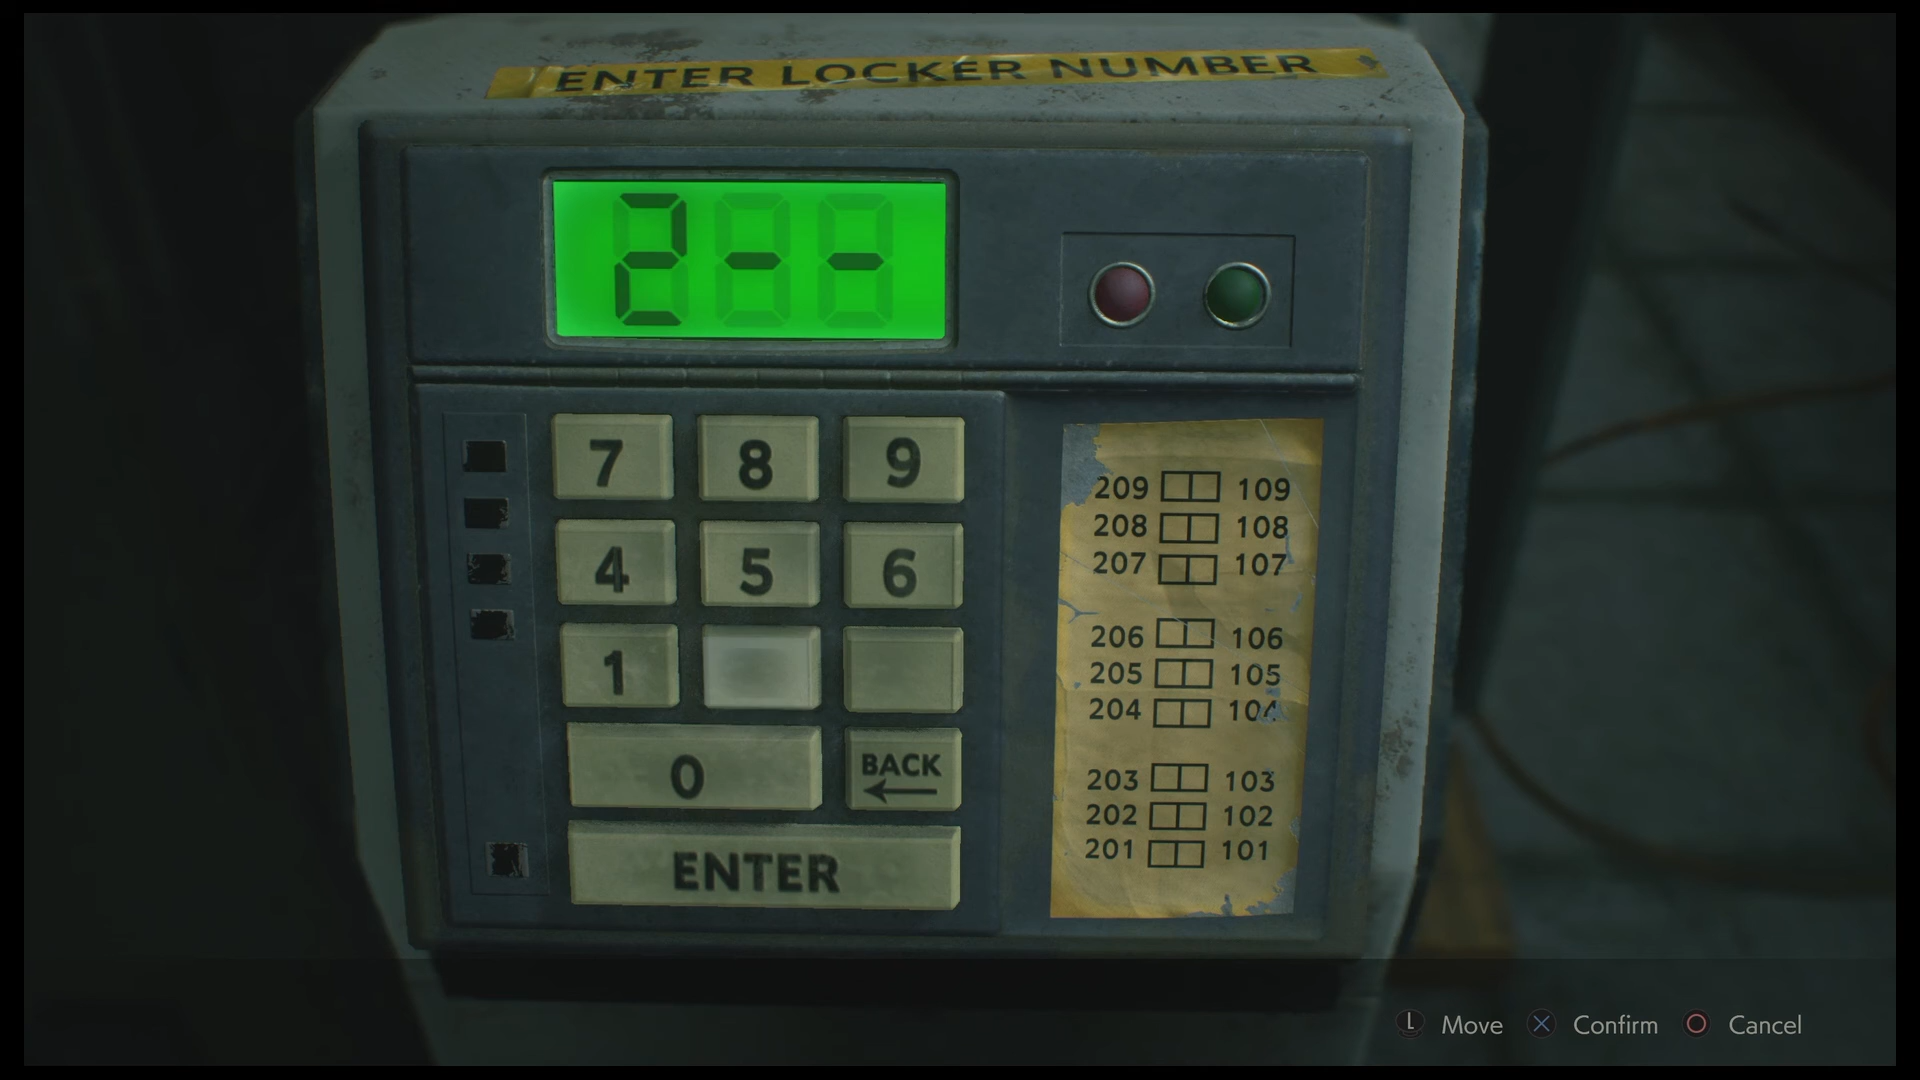 ENTER LOCKER NUMBER
2--
7 8 9
4 5 6
1
0 BACK
ENTER
209 109
208 108
207 107
206 106
205 105
204 104
203 103
202 102
201 101
L Move Confirm Cancel